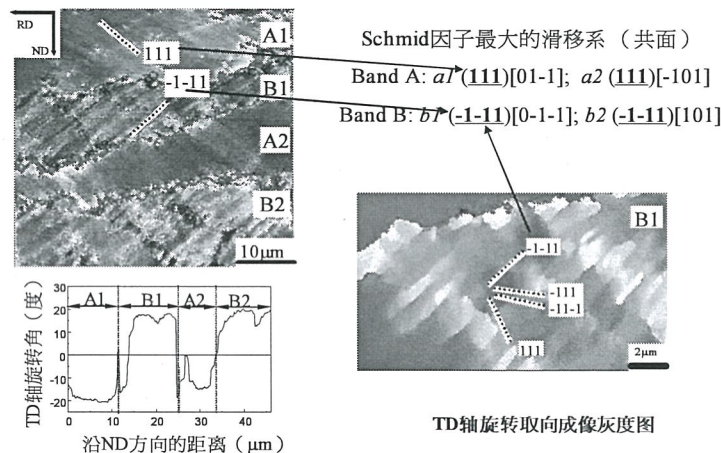 RD
ND
A1
111
-1-11
B1
A2
B2
10μm
Schmid因子最大的滑移系（共面）
Band A: a1 (111)[01-1]; a2 (111)[-101]
Band B: b1 (-1-11)[0-1-1]; b2 (-1-11)[101]
B1
-1-11
-111
-11-1
111
2μm
TD轴旋转取向成像灰度图
TD轴旋转角（度）
A1 B1 A2 B2
30
20
10
0
-10
-20
0 10 20 30 40
沿ND方向的距离（μm）